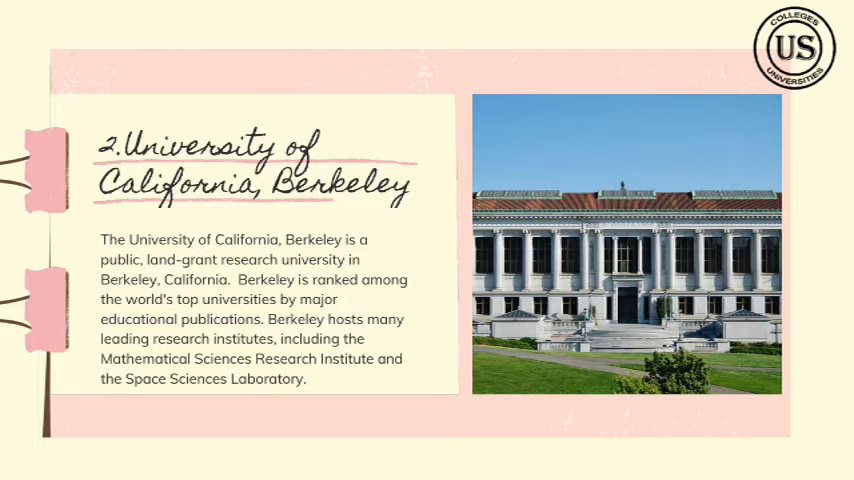 COLLEGES
US
UNIVERSITIES
2.University of
California, Berkeley
The University of California, Berkeley is a
public, land-grant research university in
Berkeley, California.  Berkeley is ranked among
the world's top universities by major
educational publications. Berkeley hosts many
leading research institutes, including the
Mathematical Sciences Research Institute and
the Space Sciences Laboratory.